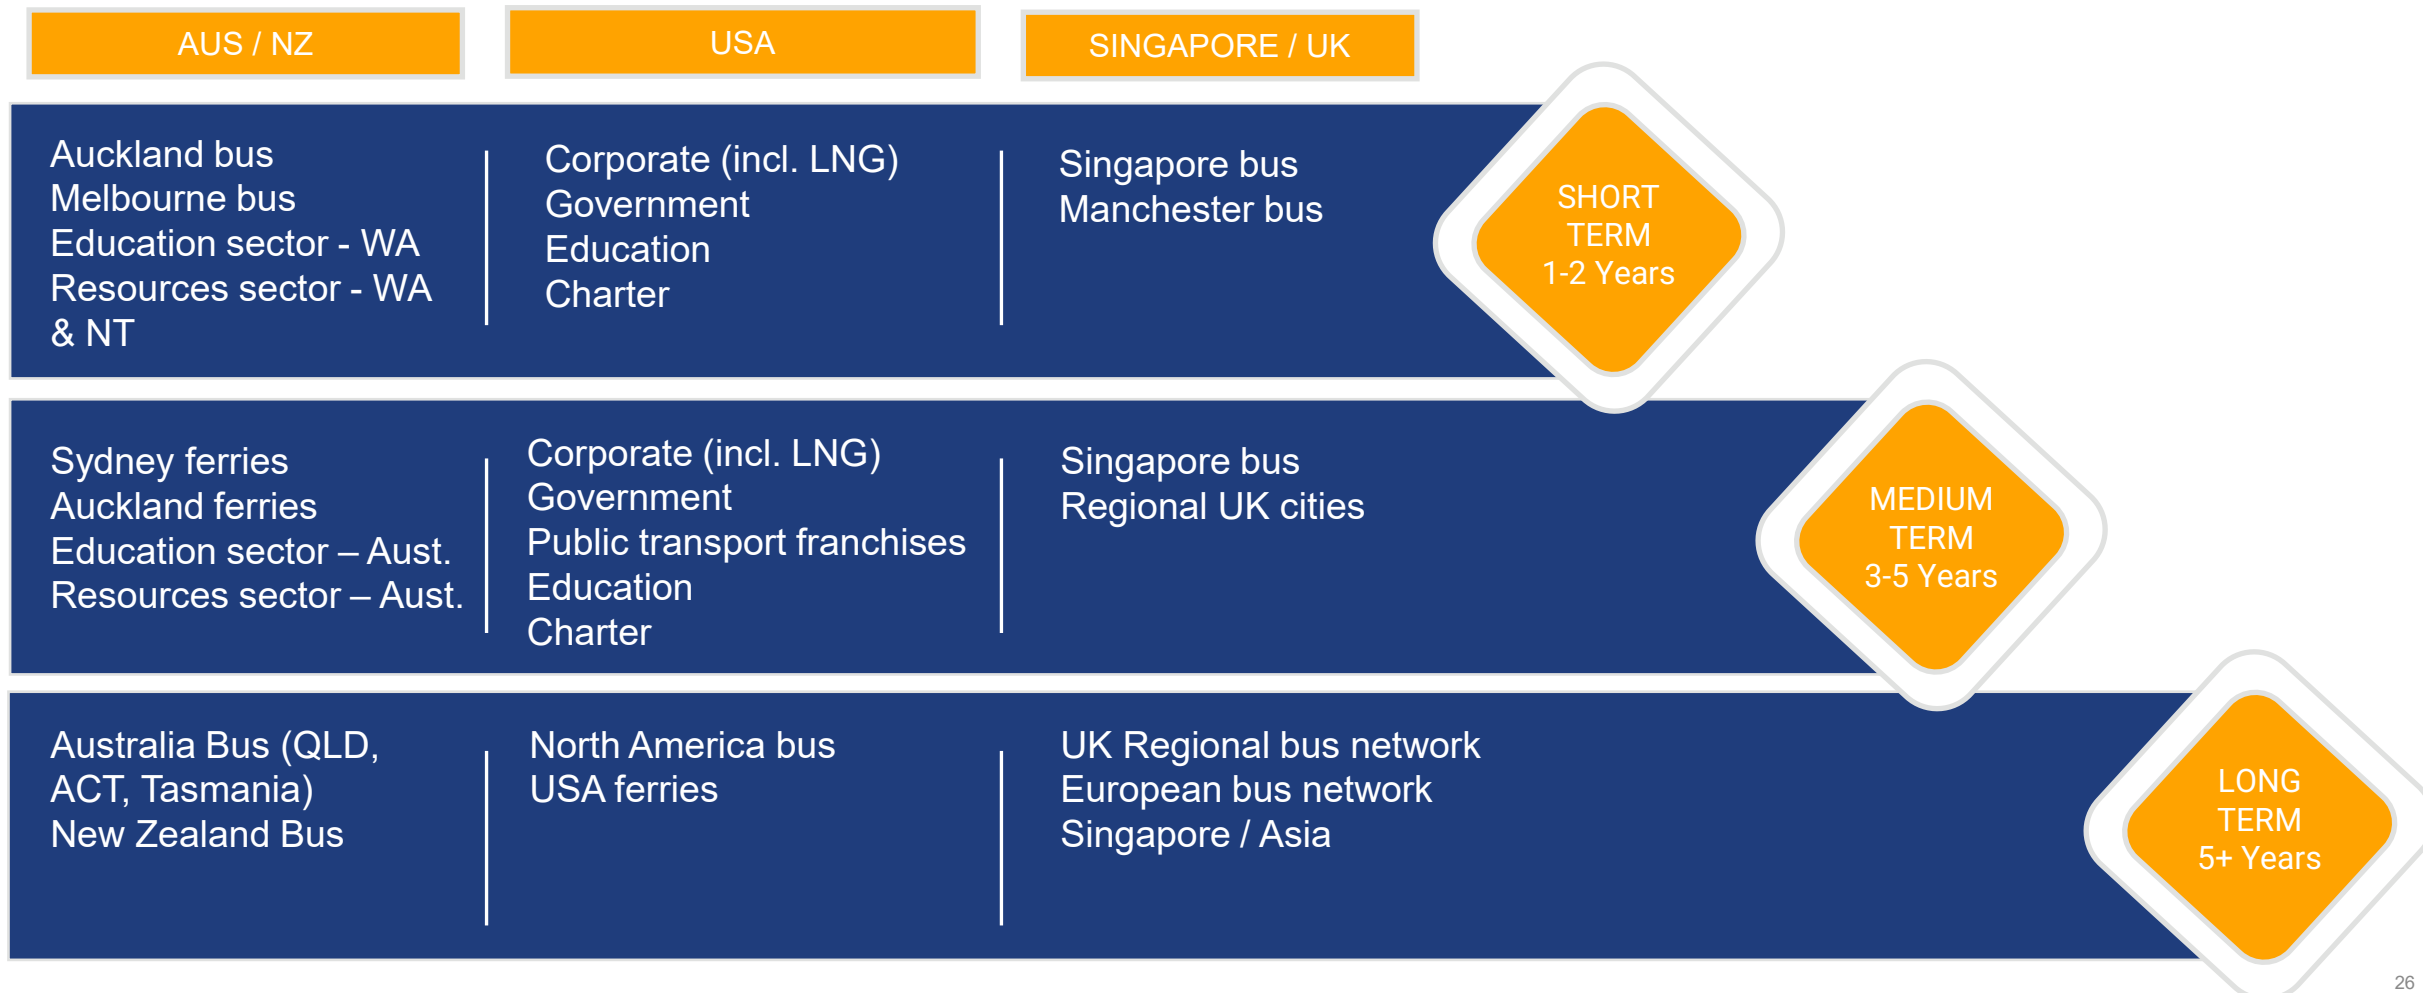 AUS / NZ
USA
SINGAPORE / UK
Auckland bus
Melbourne bus
Education sector - WA
Resources sector - WA
& NT
Corporate (incl. LNG)
Government
Education
Charter
Singapore bus
Manchester bus
SHORT
TERM
1-2 Years
Sydney ferries
Auckland ferries
Education sector – Aust.
Resources sector – Aust.
Corporate (incl. LNG)
Government
Public transport franchises
Education
Charter
Singapore bus
Regional UK cities
MEDIUM
TERM
3-5 Years
Australia Bus (QLD,
ACT, Tasmania)
New Zealand Bus
North America bus
USA ferries
UK Regional bus network
European bus network
Singapore / Asia
LONG
TERM
5+ Years
26